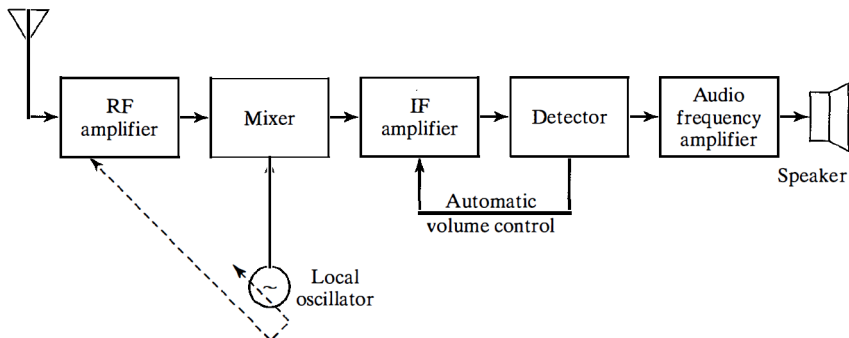 RF
amplifier
Mixer
IF
amplifier
Detector
Audio
frequency
amplifier
Speaker
Automatic
volume control
~
Local
oscillator